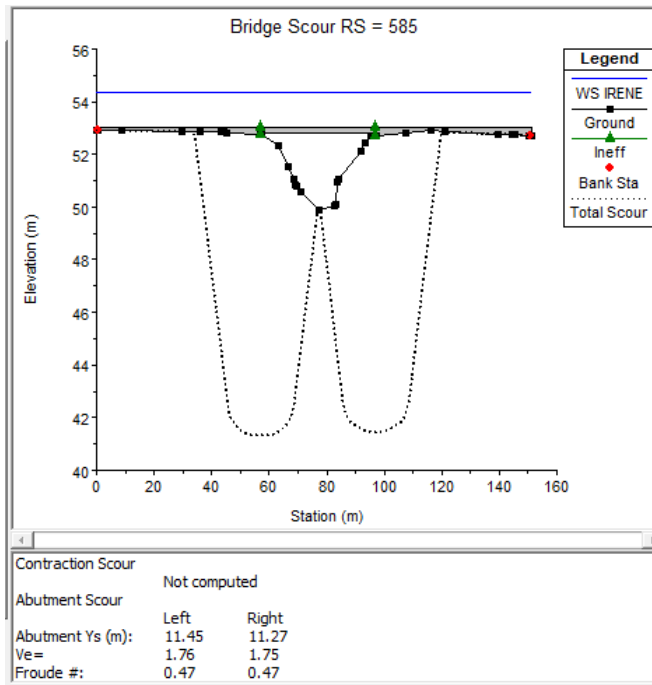 Bridge Scour RS = 585
Legend
WS IRENE
Ground
Ineff
Bank Sta
Total Scour
Elevation (m)
56
54
52
50
48
46
44
42
40
0 20 40 60 80 100 120 140 160
Station (m)
Contraction Scour
Not computed
Abutment Scour
Left Right
Abutment Ys (m): 11.45 11.27
Ve= 1.76 1.75
Froude #: 0.47 0.47